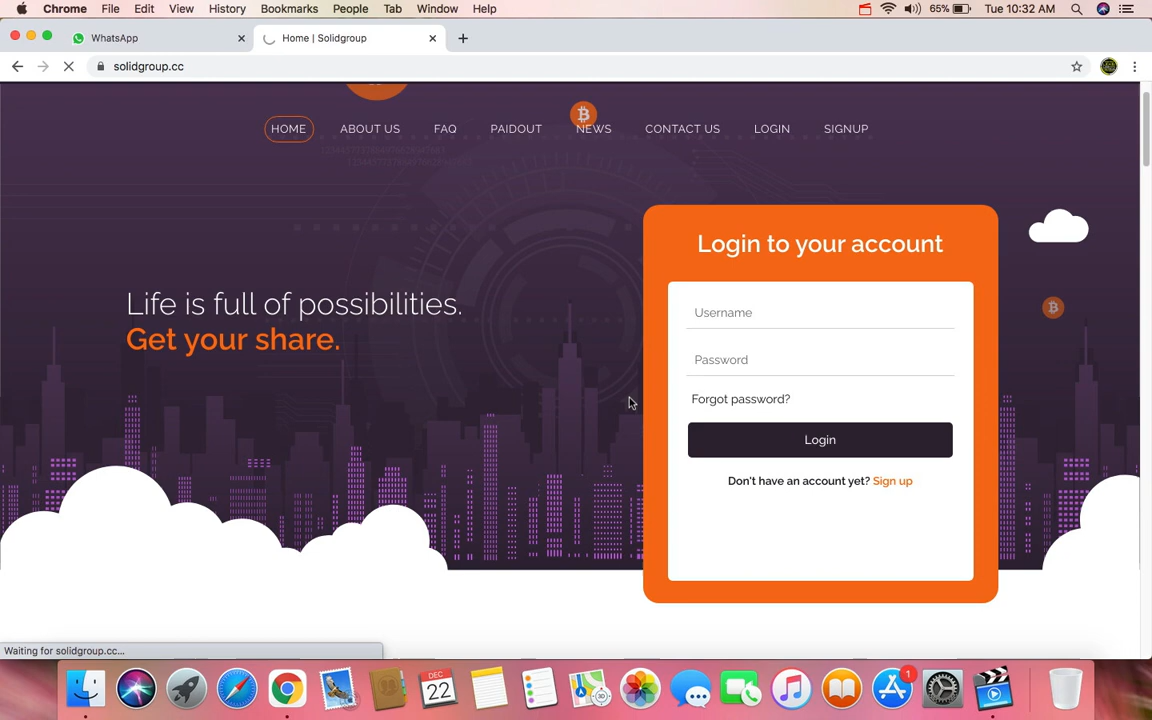 Chrome File Edit View History Bookmarks People Tab Window Help 65% Tue 10:32 AM
WhatsApp Home | Solidgroup
solidgroup.cc
HOME ABOUT US FAQ PAIDOUT NEWS CONTACT US LOGIN SIGNUP
Login to your account
Life is full of possibilities.
Get your share.
Username
Password
Forgot password?
Login
Don't have an account yet? Sign up
Waiting for solidgroup.cc...
DEC
22
3D
1